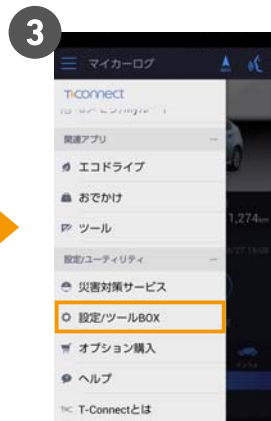 3
マイカーログ
T-Connect
関連アプリ
エコドライブ
おでかけ
ツール
1,274km
設定/ユーティリティ
災害対策サービス
設定/ツールBOX
オプション購入
ヘルプ
T-Connectとは